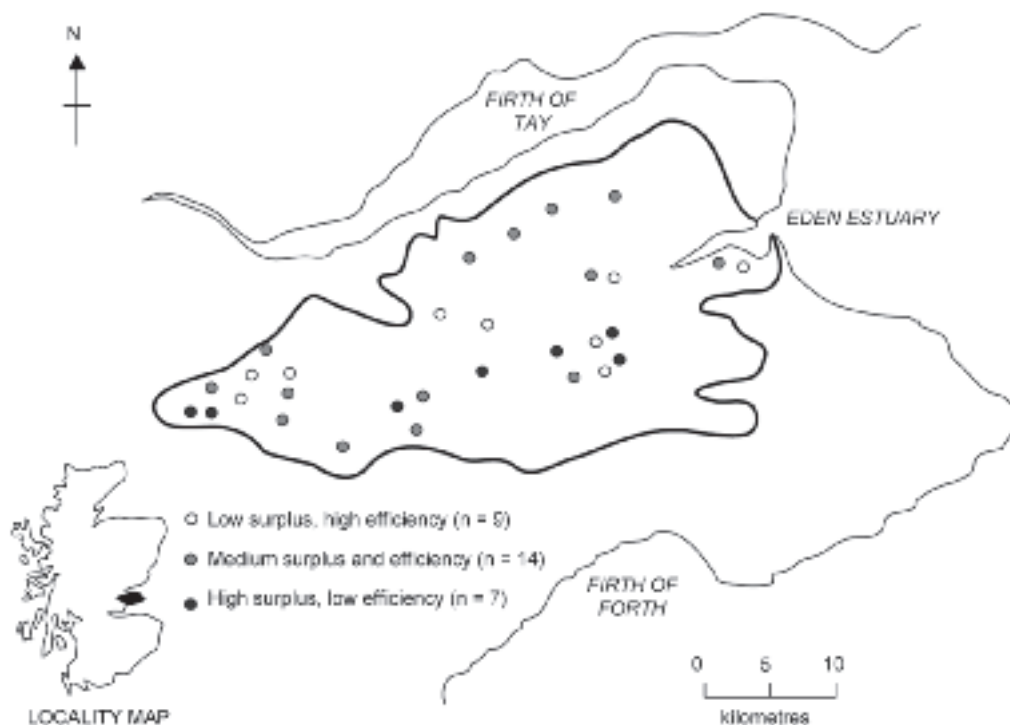 N
FIRTH OF
TAY
EDEN ESTUARY
Low surplus, high efficiency (n = 9)
Medium surplus and efficiency (n = 14)
High surplus, low efficiency (n = 7)
FIRTH OF
FORTH
0 5 10
kilometres
LOCALITY MAP